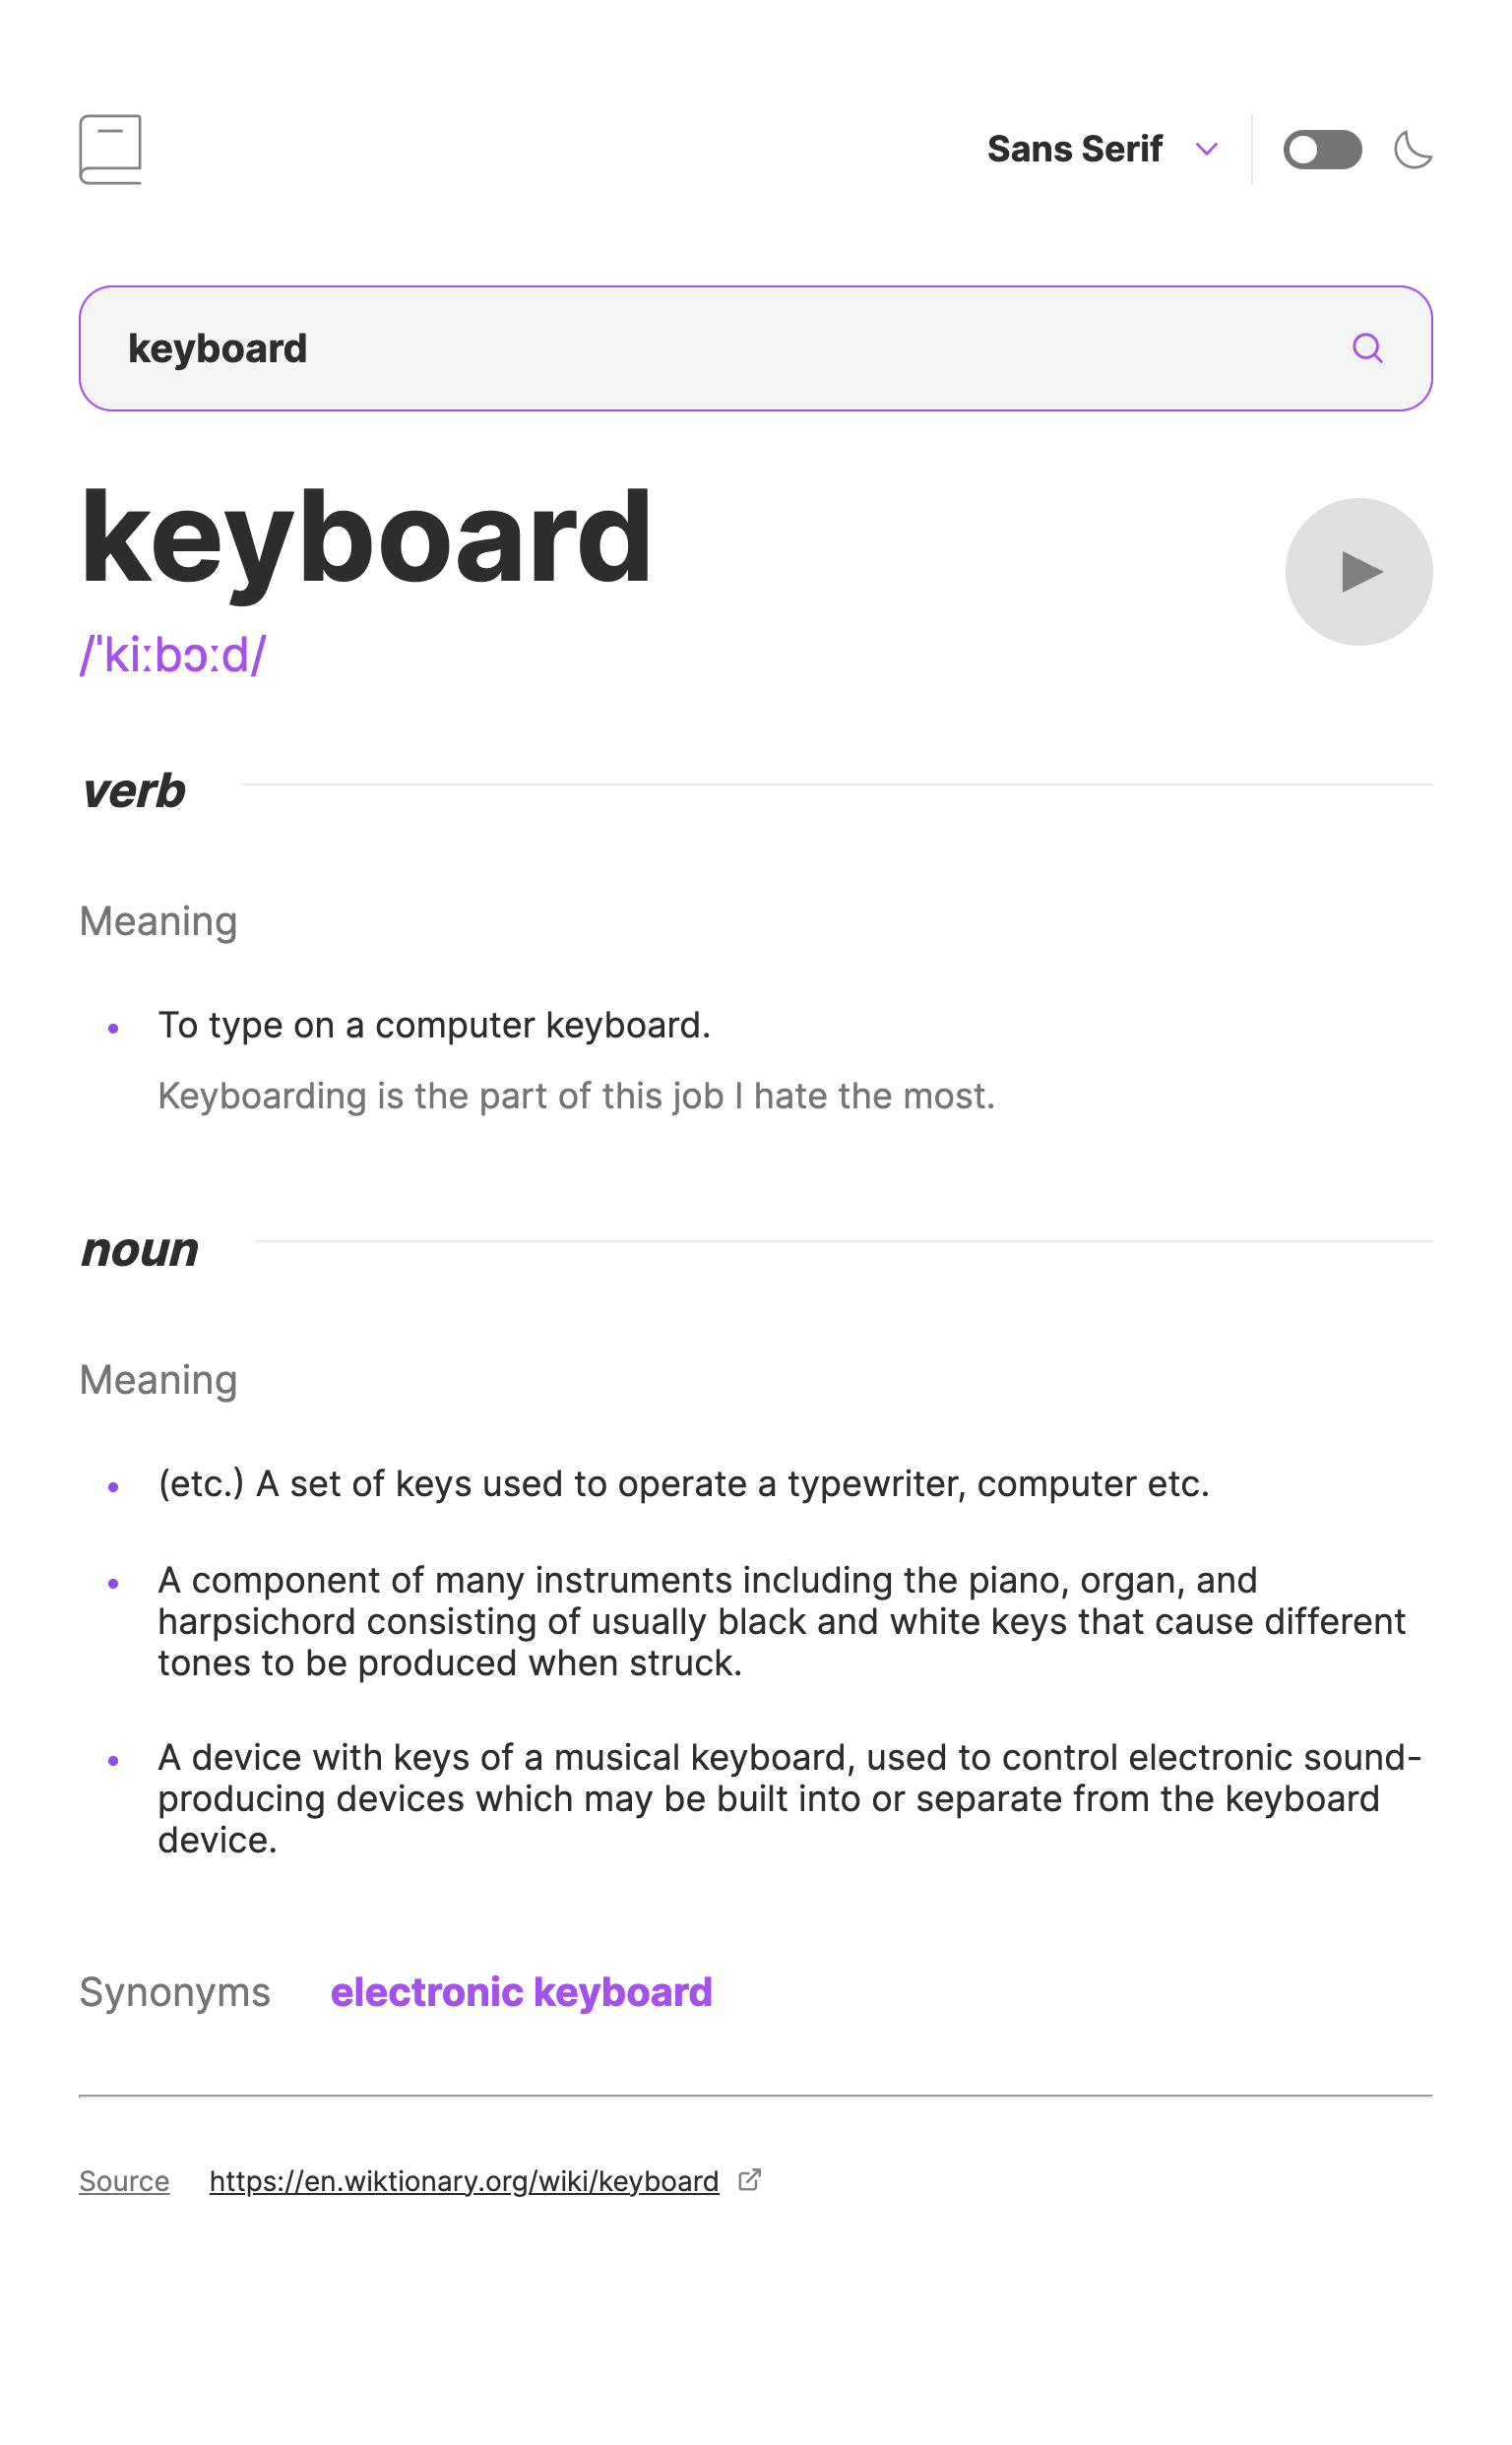 Sans Serif
keyboard
keyboard
/ˈkiːbɔːd/
verb
Meaning
To type on a computer keyboard.
Keyboarding is the part of this job I hate the most.
noun
Meaning
(etc.) A set of keys used to operate a typewriter, computer etc.
A component of many instruments including the piano, organ, and
harpsichord consisting of usually black and white keys that cause different
tones to be produced when struck.
A device with keys of a musical keyboard, used to control electronic sound-
producing devices which may be built into or separate from the keyboard
device.
Synonyms electronic keyboard
Source https://en.wiktionary.org/wiki/keyboard